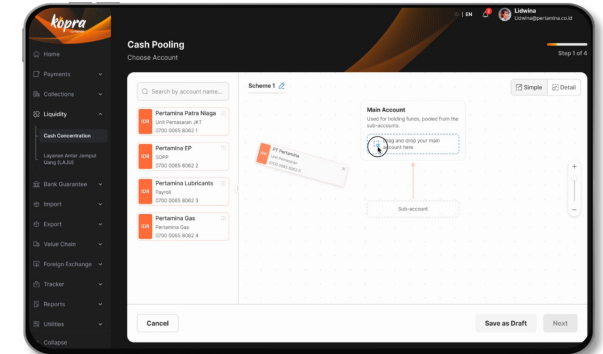 kopra
EN
Lidwina
Lidwina@pertamina.co.id
Home
Payments
Collections
Liquidity
Cash Concentration
Layanan Antar Jemput
Uang (LAJU)
Bank Guarantee
Import
Export
Value Chain
Foreign Exchange
Tracker
Reports
Utilities
Collapse
Cash Pooling
Choose Account
Step 1 of 4
Search by account name...
IDR
Pertamina Patra Niaga
Unit Pemasaran JKT
0700 0065 8062 1
IDR
Pertamina EP
SOPP
0700 0065 8062 2
IDR
Pertamina Lubricants
Payroll
0700 0065 8062 3
IDR
Pertamina Gas
Pertamina Gas
0700 0065 8062 4
Scheme 1
Simple
Detail
PT Pertamina
Unit Pemasaran
Main Account
Used for holding funds, pooled from the
sub-accounts.
Drag and drop your main
account here
Sub-account
+
−
Cancel
Save as Draft
Next